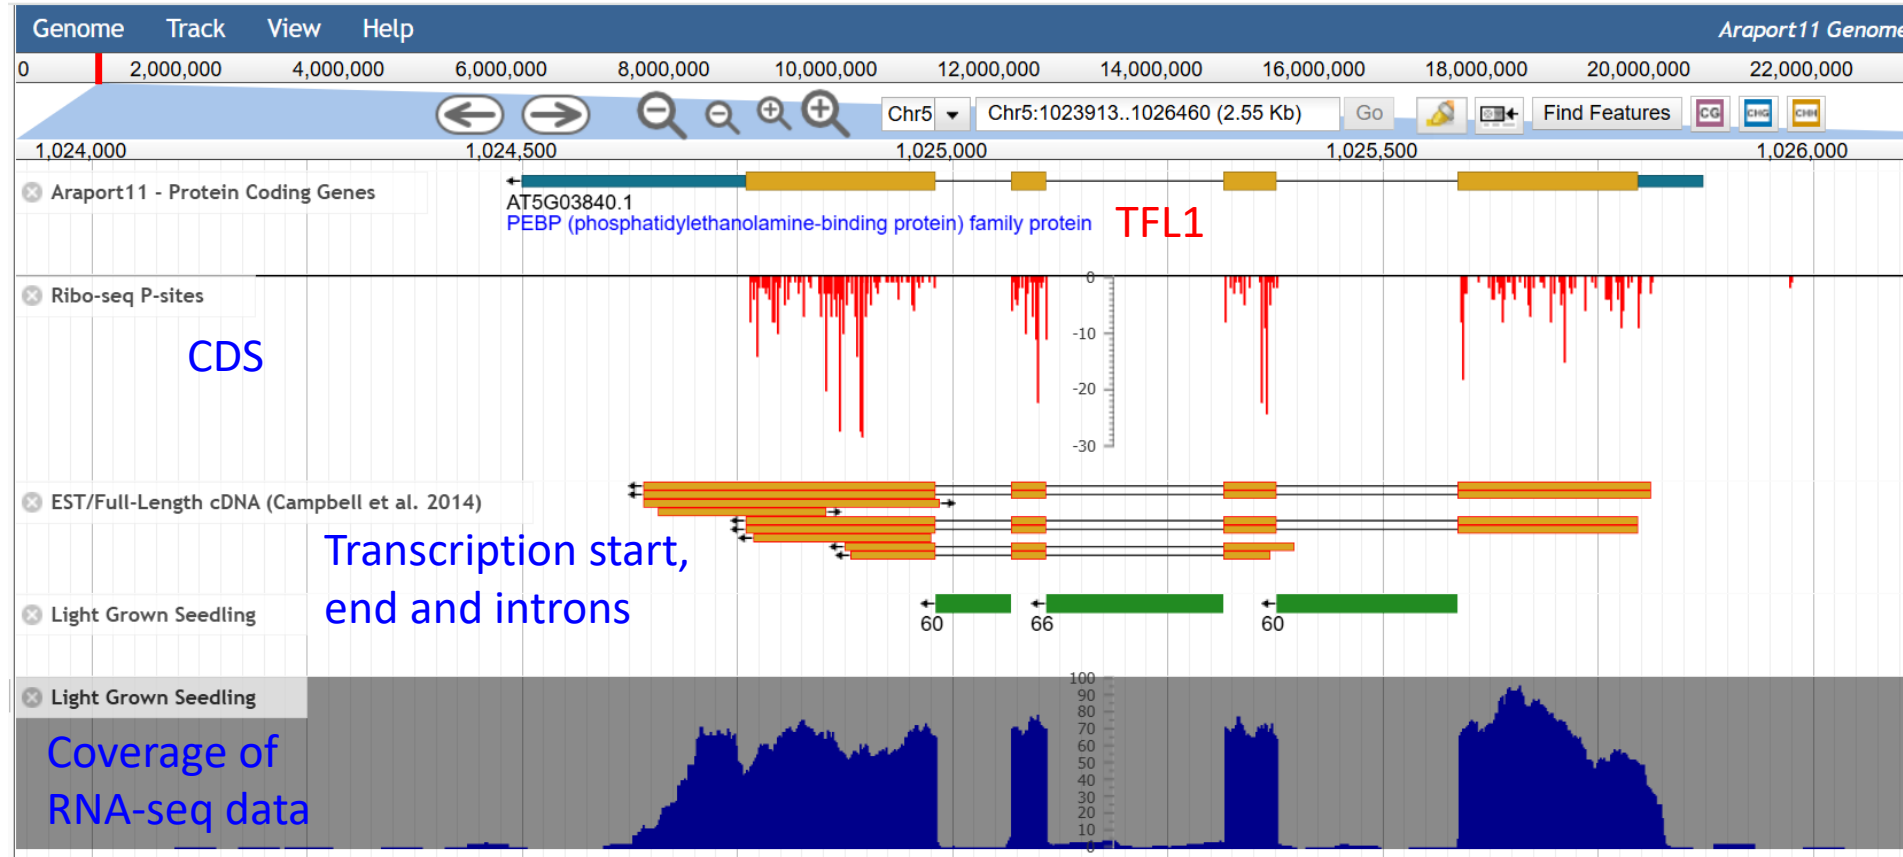 Genome Track View Help Araport11 Genome
0 2,000,000 4,000,000 6,000,000 8,000,000 10,000,000 12,000,000 14,000,000 16,000,000 18,000,000 20,000,000 22,000,000
Chr5 Chr5:1023913..1026460 (2.55 Kb) Go Find Features CG CHG CHH
1,024,000 1,024,500 1,025,000 1,025,500 1,026,000
Araport11 - Protein Coding Genes
AT5G03840.1
PEBP (phosphatidylethanolamine-binding protein) family protein TFL1
Ribo-seq P-sites
0
-10
-20
-30
CDS
EST/Full-Length cDNA (Campbell et al. 2014)
Transcription start,
end and introns
Light Grown Seedling
60 66 60
Light Grown Seedling
100
90
80
70
60
50
40
30
20
10
0
Coverage of
RNA-seq data